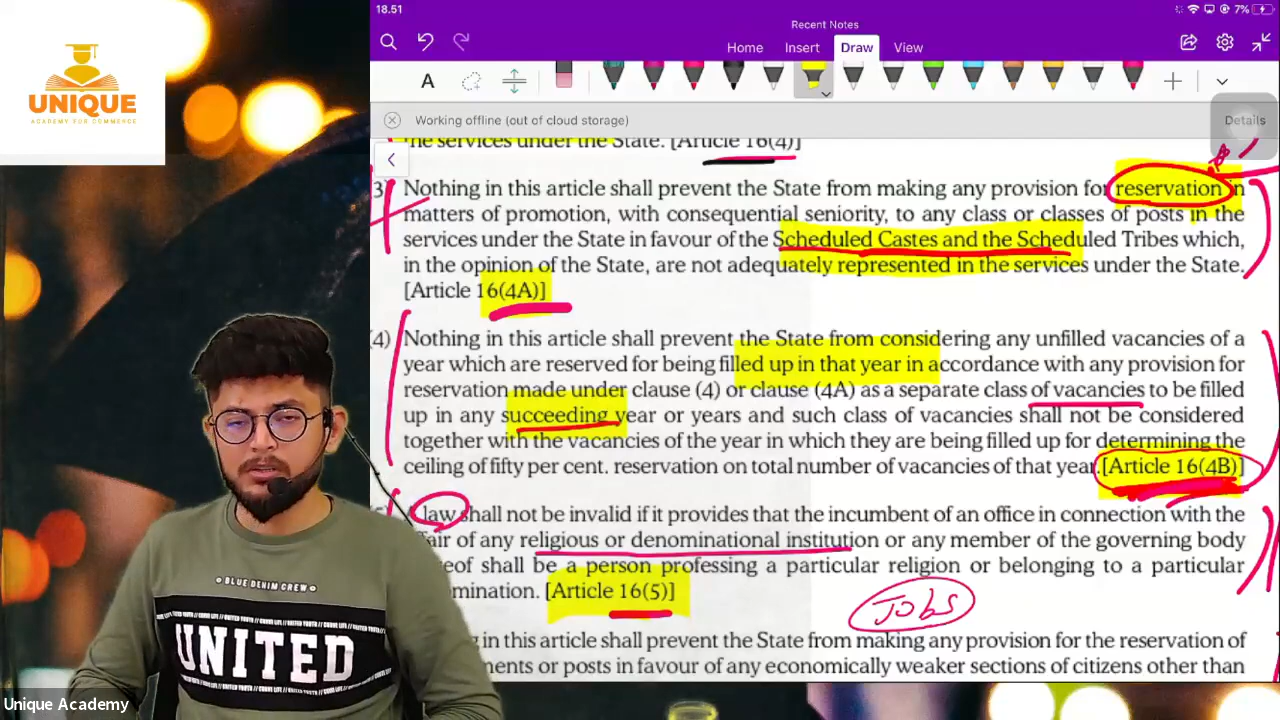 UNIQUE
ACADEMY FOR COMMERCE
18.51
7%
Recent Notes
Home Insert Draw View
A
Working offline (out of cloud storage)
Details
the services under the State. [Article 16(4)]
3) Nothing in this article shall prevent the State from making any provision for reservation in
matters of promotion, with consequential seniority, to any class or classes of posts in the
services under the State in favour of the Scheduled Castes and the Scheduled Tribes which,
in the opinion of the State, are not adequately represented in the services under the State.
[Article 16(4A)]
(4) Nothing in this article shall prevent the State from considering any unfilled vacancies of a
year which are reserved for being filled up in that year in accordance with any provision for
reservation made under clause (4) or clause (4A) as a separate class of vacancies to be filled
up in any succeeding year or years and such class of vacancies shall not be considered
together with the vacancies of the year in which they are being filled up for determining the
ceiling of fifty per cent. reservation on total number of vacancies of that year. [Article 16(4B)]
law shall not be invalid if it provides that the incumbent of an office in connection with the
of any religious or denominational institution or any member of the governing body
eof shall be a person professing a particular religion or belonging to a particular
mination. [Article 16(5)]
Jobs
g in this article shall prevent the State from making any provision for the reservation of
ments or posts in favour of any economically weaker sections of citizens other than
BLUE DENIM CREW
UNITED
Unique Academy